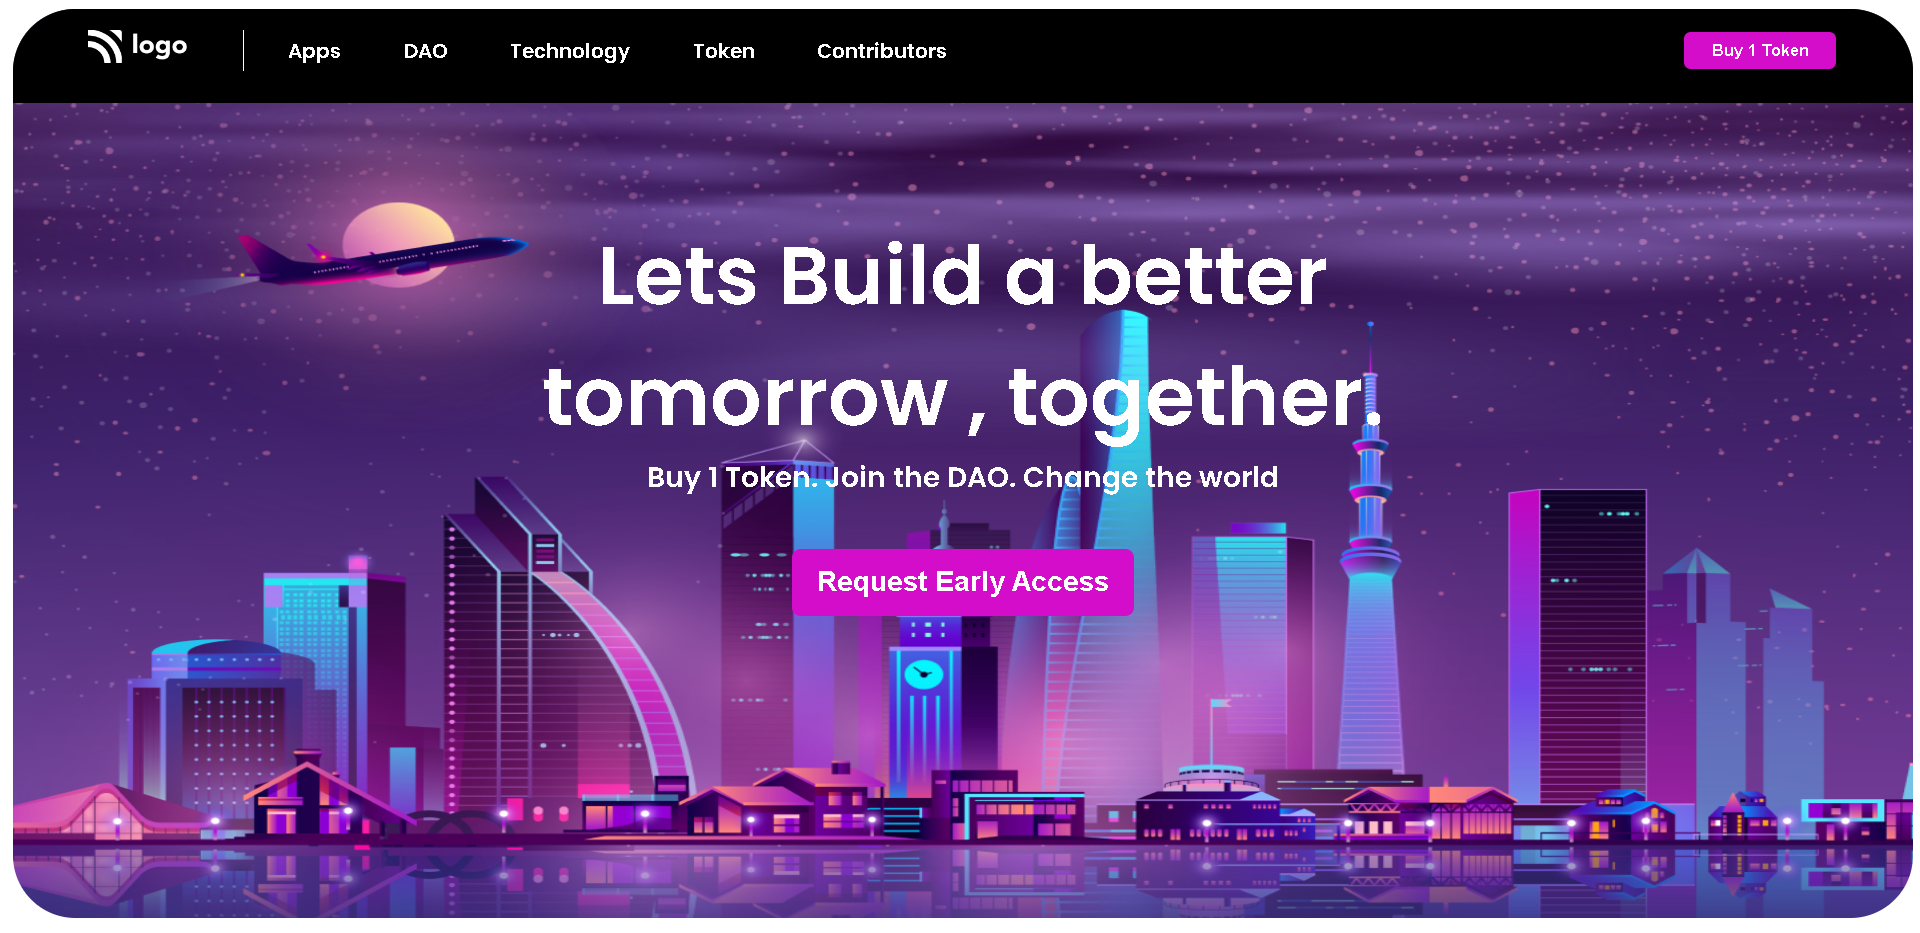 logo
Apps
DAO
Technology
Token
Contributors
Buy 1 Token
Lets Build a better
tomorrow , together.
Buy 1 Token. Join the DAO. Change the world
Request Early Access